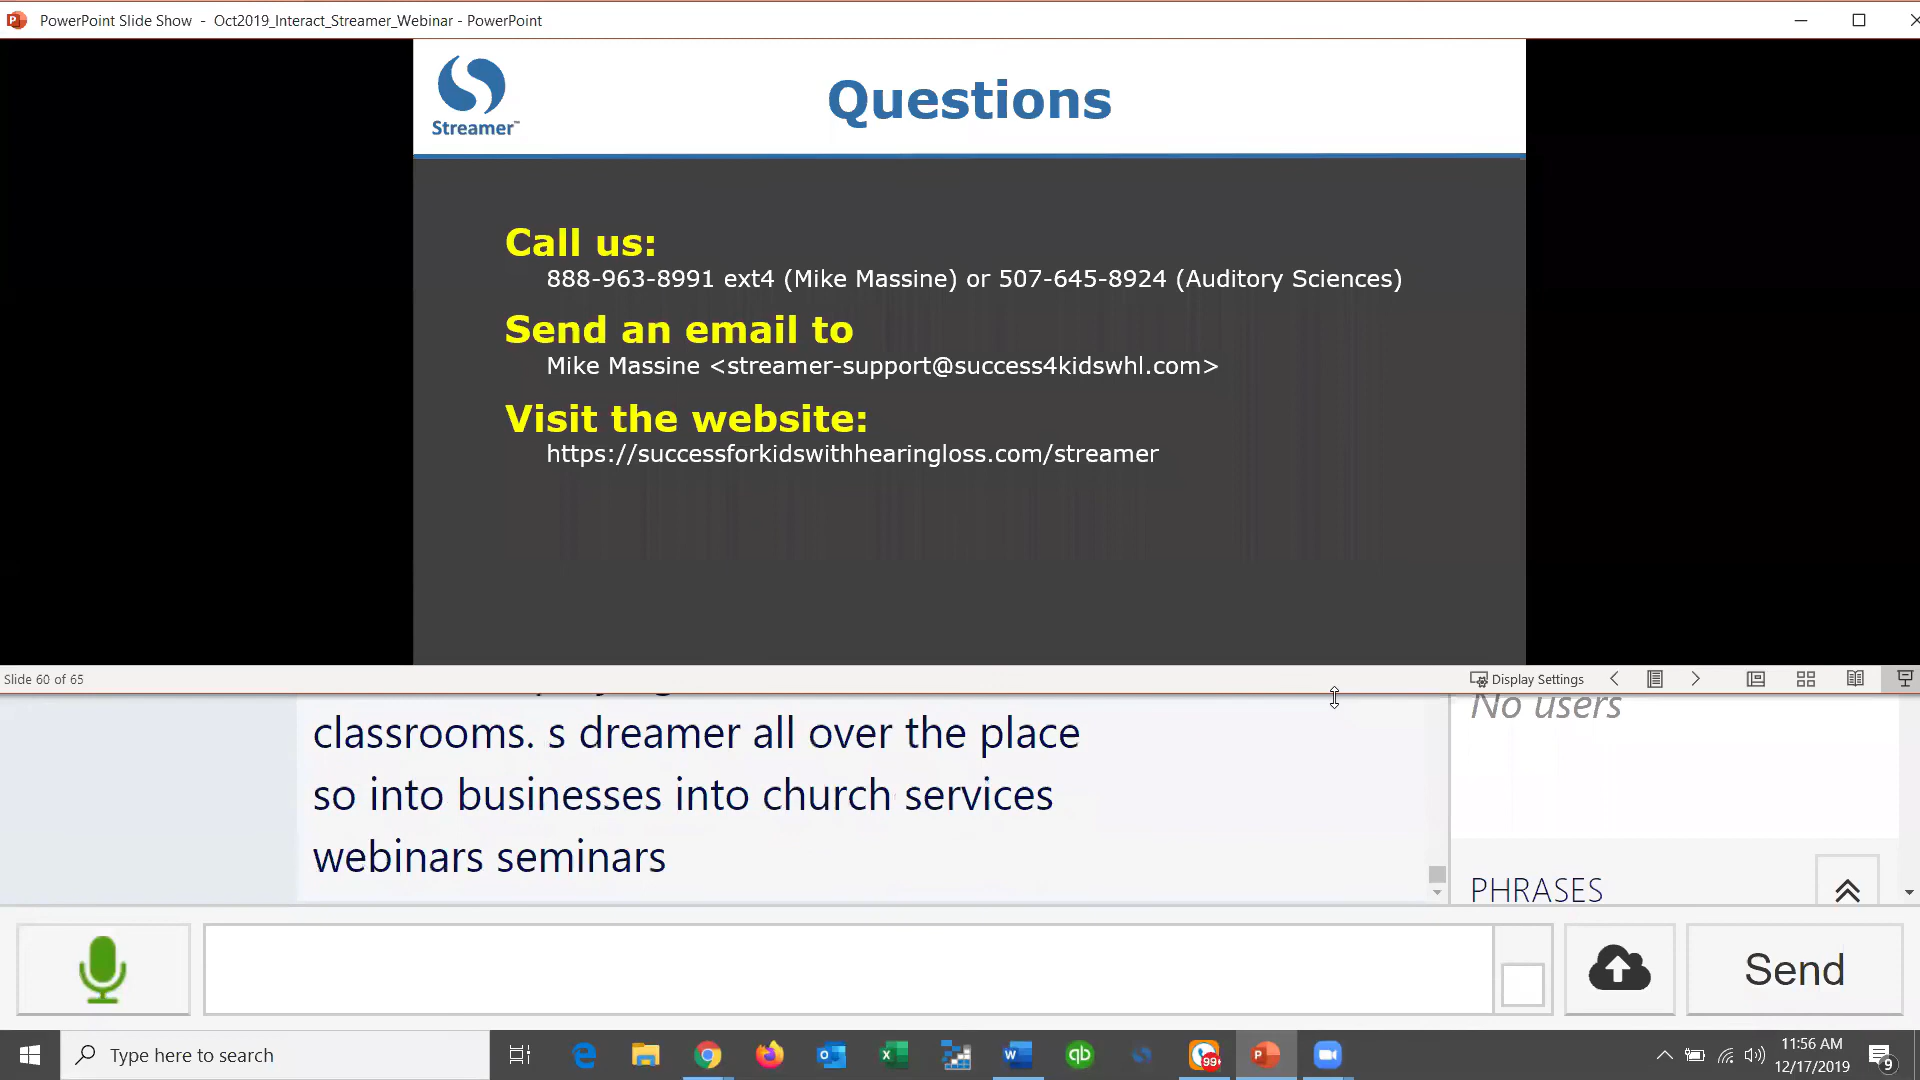 PowerPoint Slide Show - Oct2019_Interact_Streamer_Webinar - PowerPoint
Streamer™
Questions
Call us:
888-963-8991 ext4 (Mike Massine) or 507-645-8924 (Auditory Sciences)
Send an email to
Mike Massine <streamer-support@success4kidswhl.com>
Visit the website:
https://successforkidswithhearingloss.com/streamer
Slide 60 of 65
Display Settings
No users
classrooms. s dreamer all over the place
so into businesses into church services
webinars seminars
PHRASES
Send
Type here to search
99+
11:56 AM
12/17/2019
9